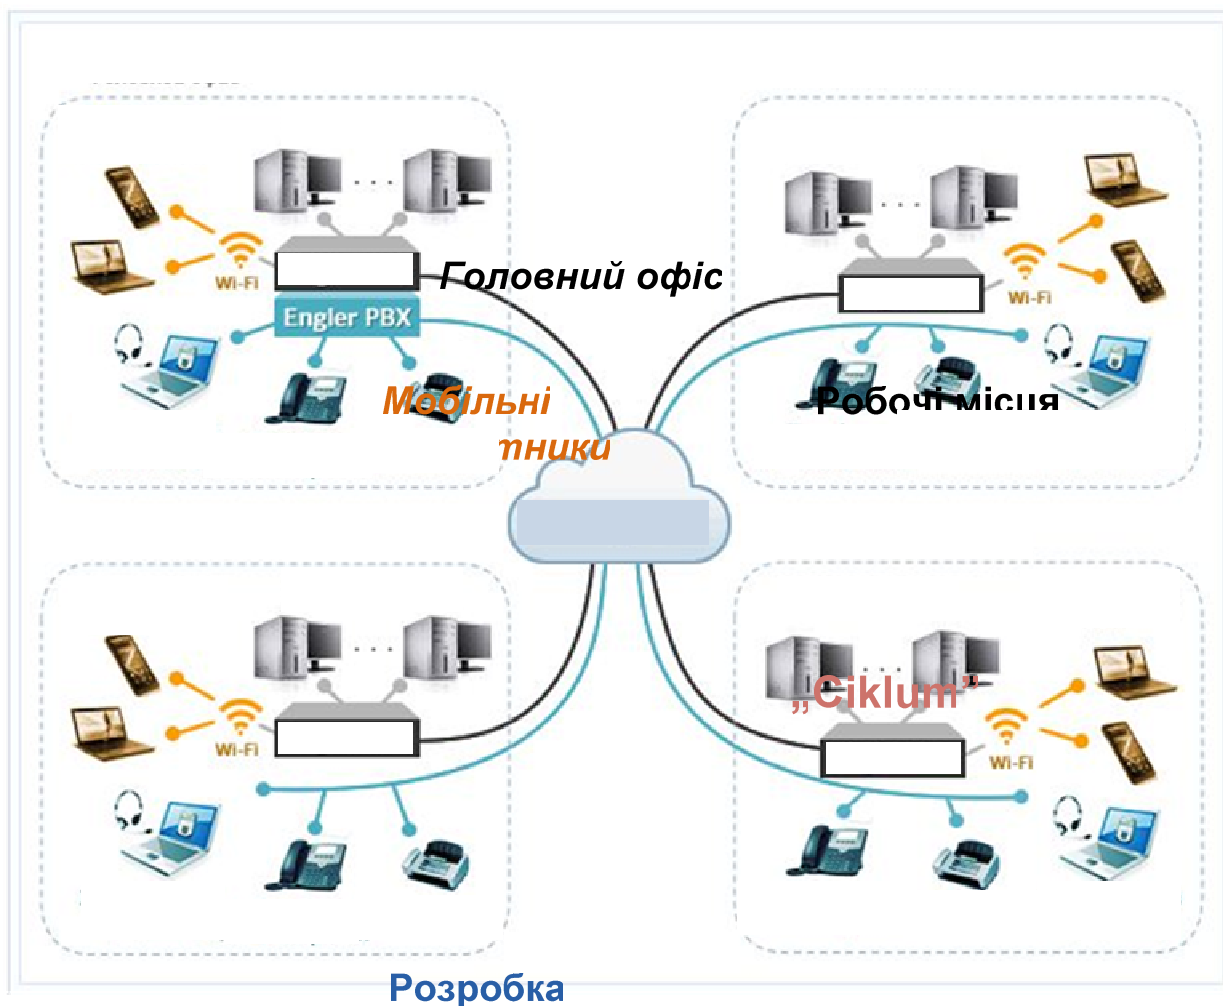 Головний офіс
Wi-Fi
Wi-Fi
Engler PBX
Мобільні
Робочі місця
тники
„Ciklum”
Wi-Fi
Wi-Fi
Розробка